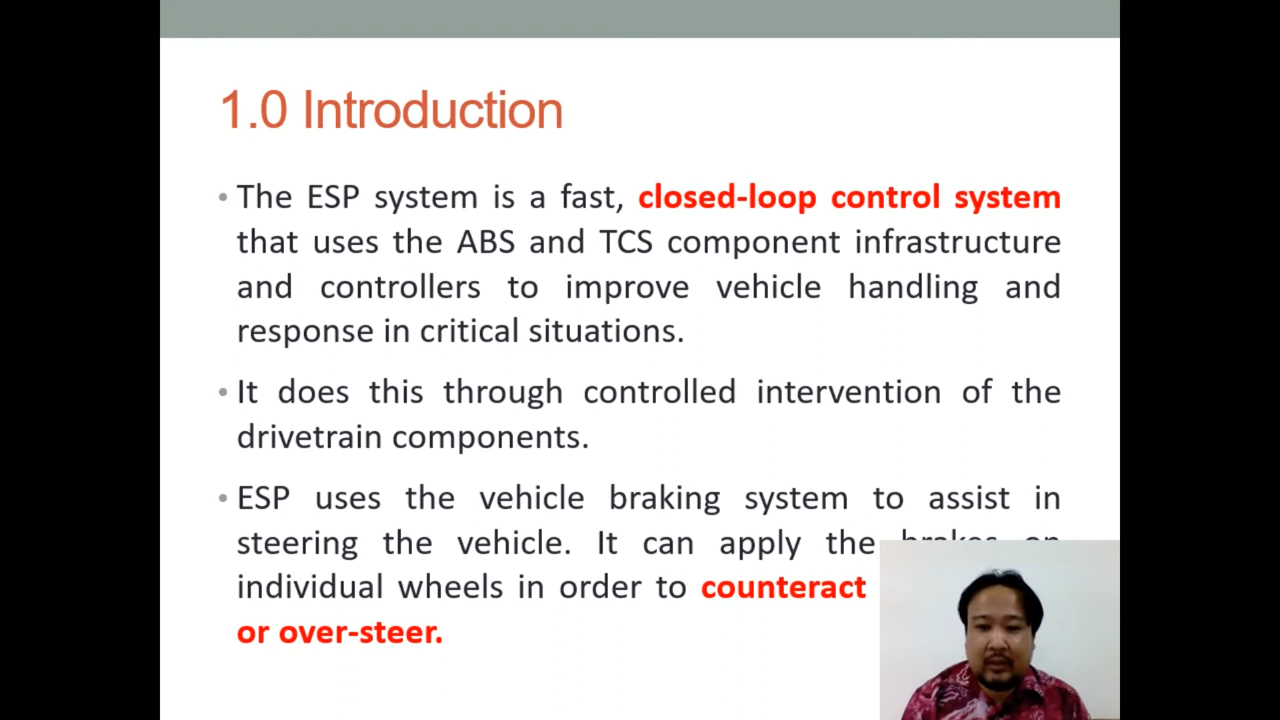 1.0 Introduction
• The ESP system is a fast, closed-loop control system
that uses the ABS and TCS component infrastructure
and controllers to improve vehicle handling and
response in critical situations.
• It does this through controlled intervention of the
drivetrain components.
• ESP uses the vehicle braking system to assist in
steering the vehicle. It can apply the brakes on
individual wheels in order to counteract
or over-steer.